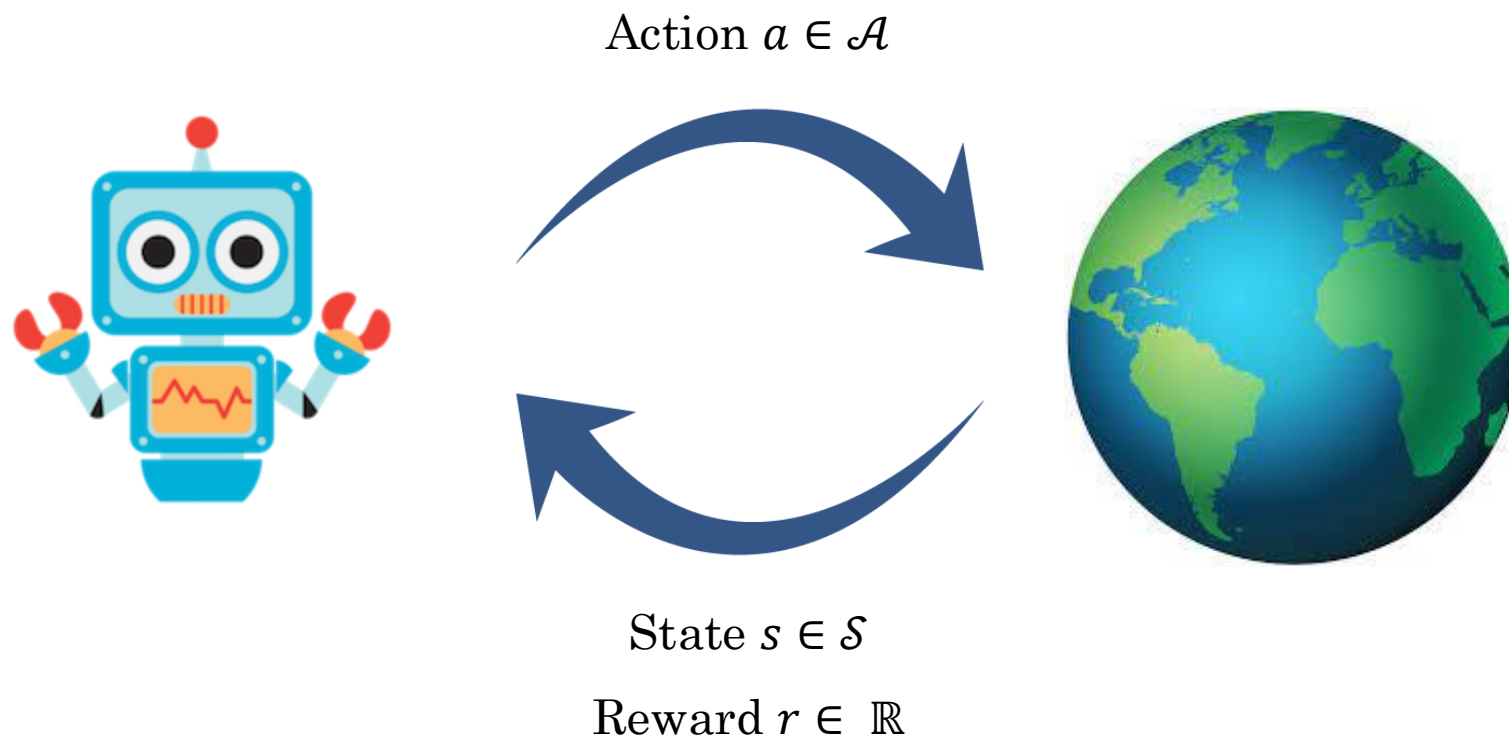 Action 𝑎 ∈ 𝒜
State 𝑠 ∈ 𝒮
Reward 𝑟 ∈ ℝ